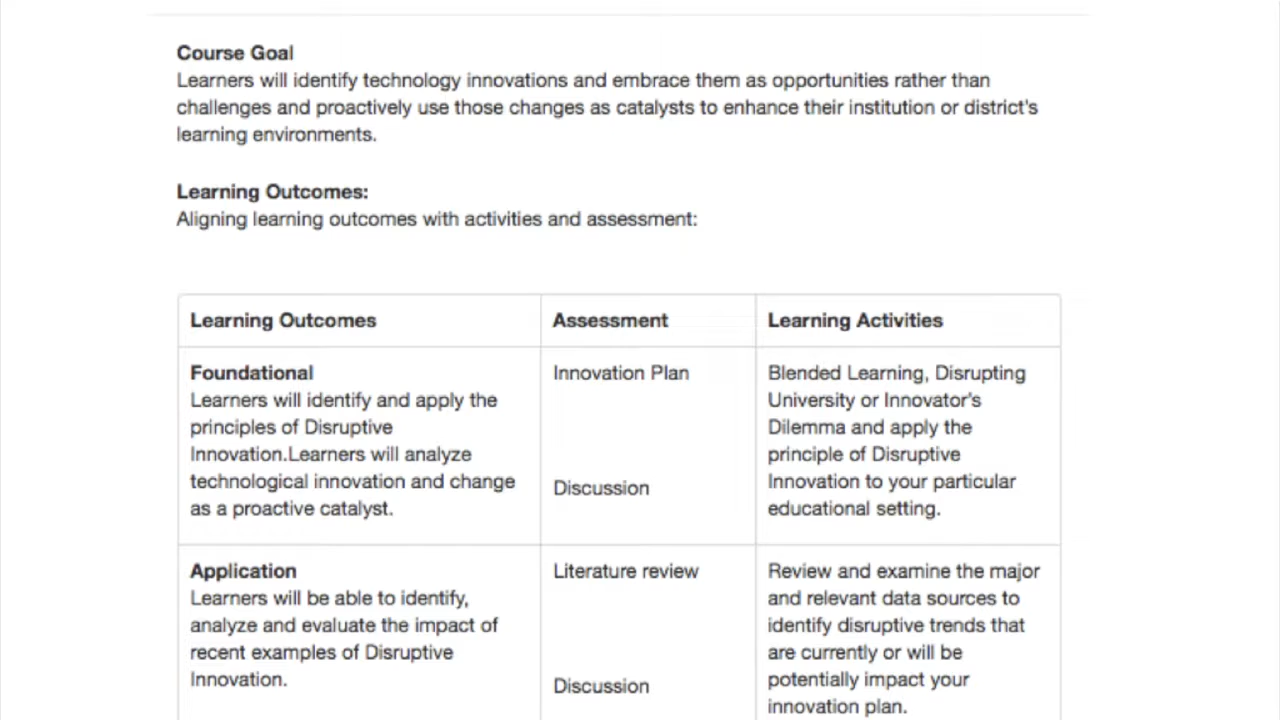 Course Goal
Learners will identify technology innovations and embrace them as opportunities rather than
challenges and proactively use those changes as catalysts to enhance their institution or district's
learning environments.
Learning Outcomes:
Aligning learning outcomes with activities and assessment:
Learning Outcomes
Assessment
Learning Activities
Foundational
Learners will identify and apply the
principles of Disruptive
Innovation.Learners will analyze
technological innovation and change
as a proactive catalyst.
Innovation Plan
Discussion
Blended Learning, Disrupting
University or Innovator's
Dilemma and apply the
principle of Disruptive
Innovation to your particular
educational setting.
Application
Learners will be able to identify,
analyze and evaluate the impact of
recent examples of Disruptive
Innovation.
Literature review
Discussion
Review and examine the major
and relevant data sources to
identify disruptive trends that
are currently or will be
potentially impact your
innovation plan.